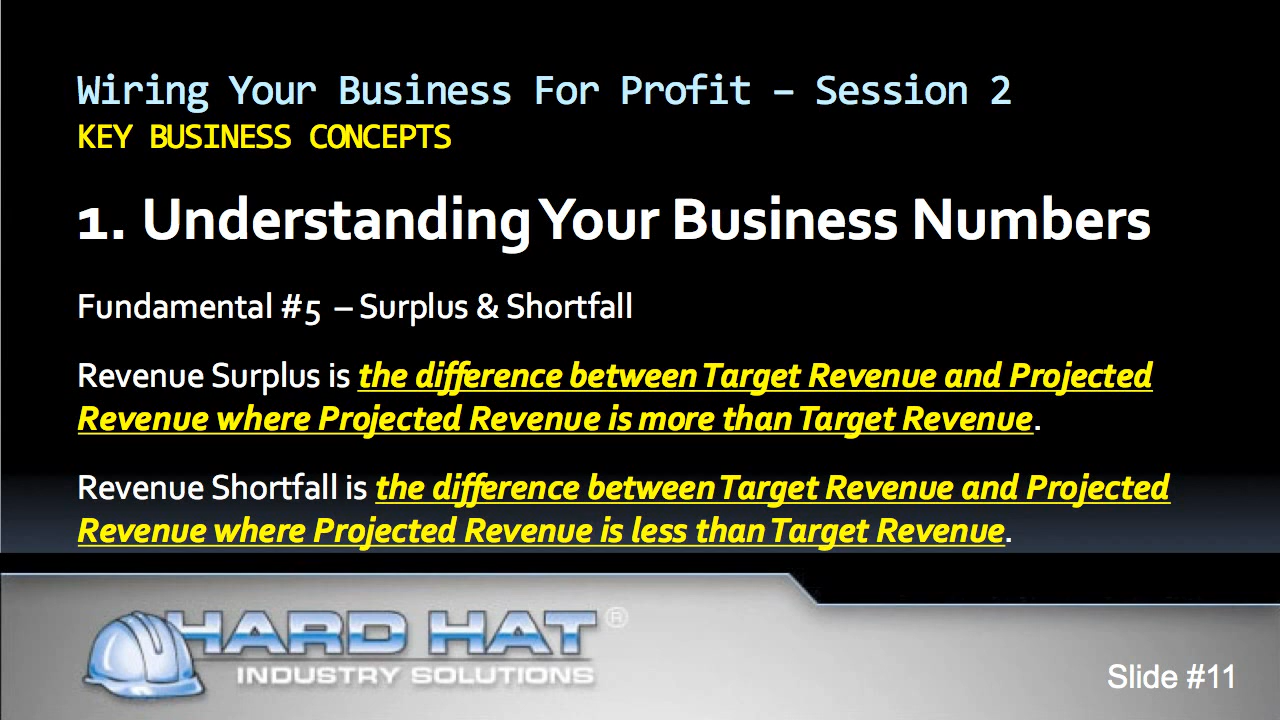 Wiring Your Business For Profit – Session 2
KEY BUSINESS CONCEPTS
1. Understanding Your Business Numbers
Fundamental #5 – Surplus & Shortfall
Revenue Surplus is the difference between Target Revenue and Projected
Revenue where Projected Revenue is more than Target Revenue.
Revenue Shortfall is the difference between Target Revenue and Projected
Revenue where Projected Revenue is less than Target Revenue.
HARD HAT ®
INDUSTRY SOLUTIONS
Slide #11